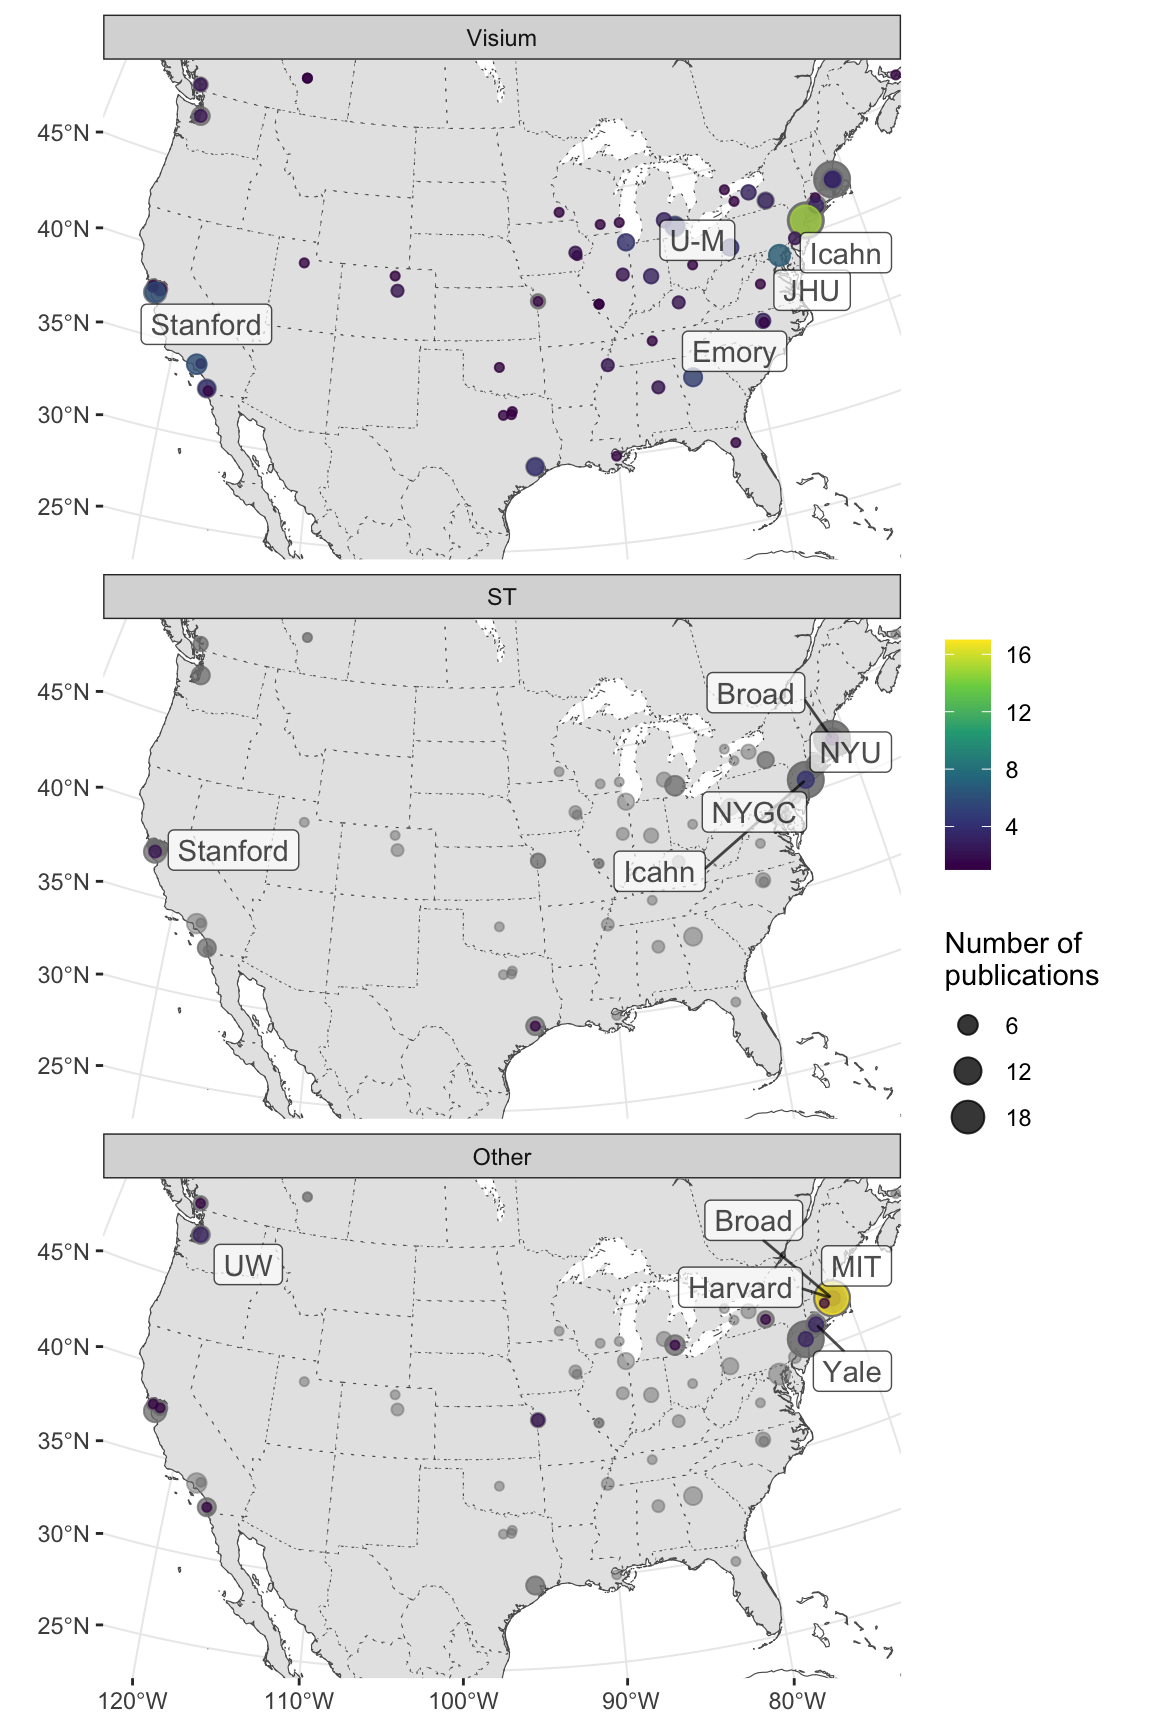 Visium
45°N
40°N
35°N
30°N
25°N
U-M
Icahn
JHU
Stanford
Emory
ST
45°N
40°N
35°N
30°N
25°N
Broad
NYU
NYGC
Stanford
Icahn
16
12
8
4
Number of
publications
6
12
18
Other
45°N
40°N
35°N
30°N
25°N
Broad
UW
MIT
Harvard
Yale
120°W
110°W
100°W
90°W
80°W